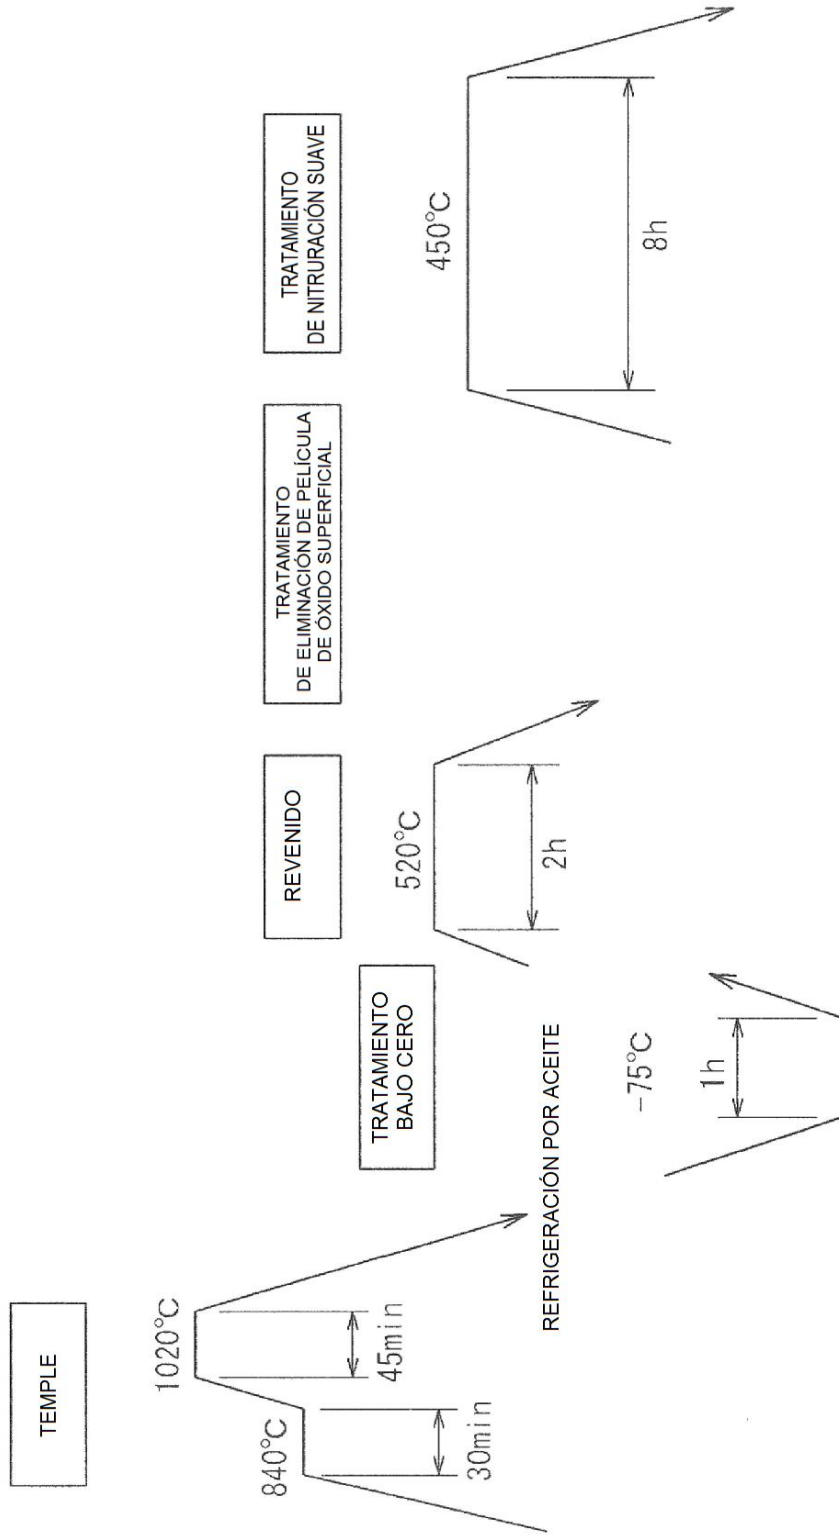 TEMPLE
840°C
30min
1020°C
45min
REFRIGERACIÓN POR ACEITE
TRATAMIENTO
BAJO CERO
-75°C
1h
REVENIDO
520°C
2h
TRATAMIENTO
DE ELIMINACIÓN DE PELÍCULA
DE ÓXIDO SUPERFICIAL
TRATAMIENTO
DE NITRURACIÓN SUAVE
450°C
8h